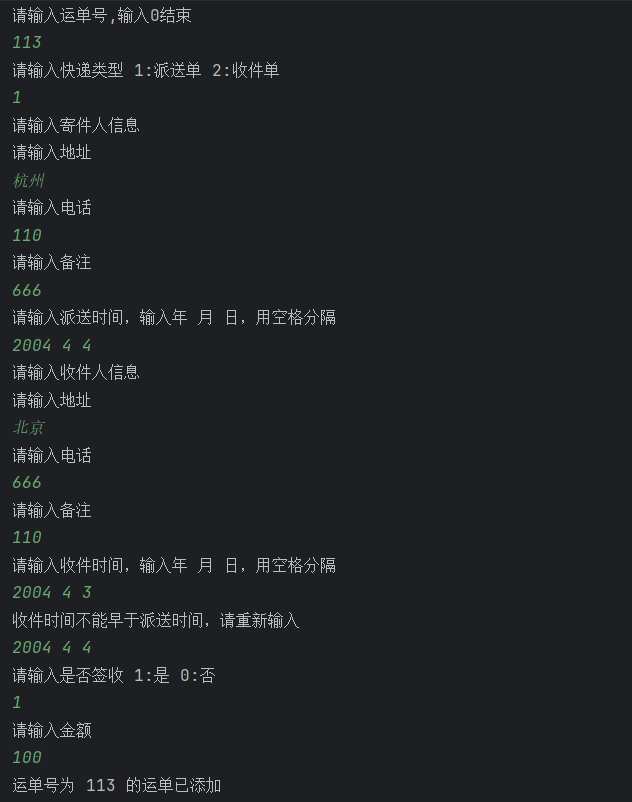 请输入运单号,输入0结束
113
请输入快递类型 1:派送单 2:收件单
1
请输入寄件人信息
请输入地址
杭州
请输入电话
110
请输入备注
666
请输入派送时间，输入年 月 日，用空格分隔
2004 4 4
请输入收件人信息
请输入地址
北京
请输入电话
666
请输入备注
110
请输入收件时间，输入年 月 日，用空格分隔
2004 4 3
收件时间不能早于派送时间，请重新输入
2004 4 4
请输入是否签收 1:是 0:否
1
请输入金额
100
运单号为 113 的运单已添加